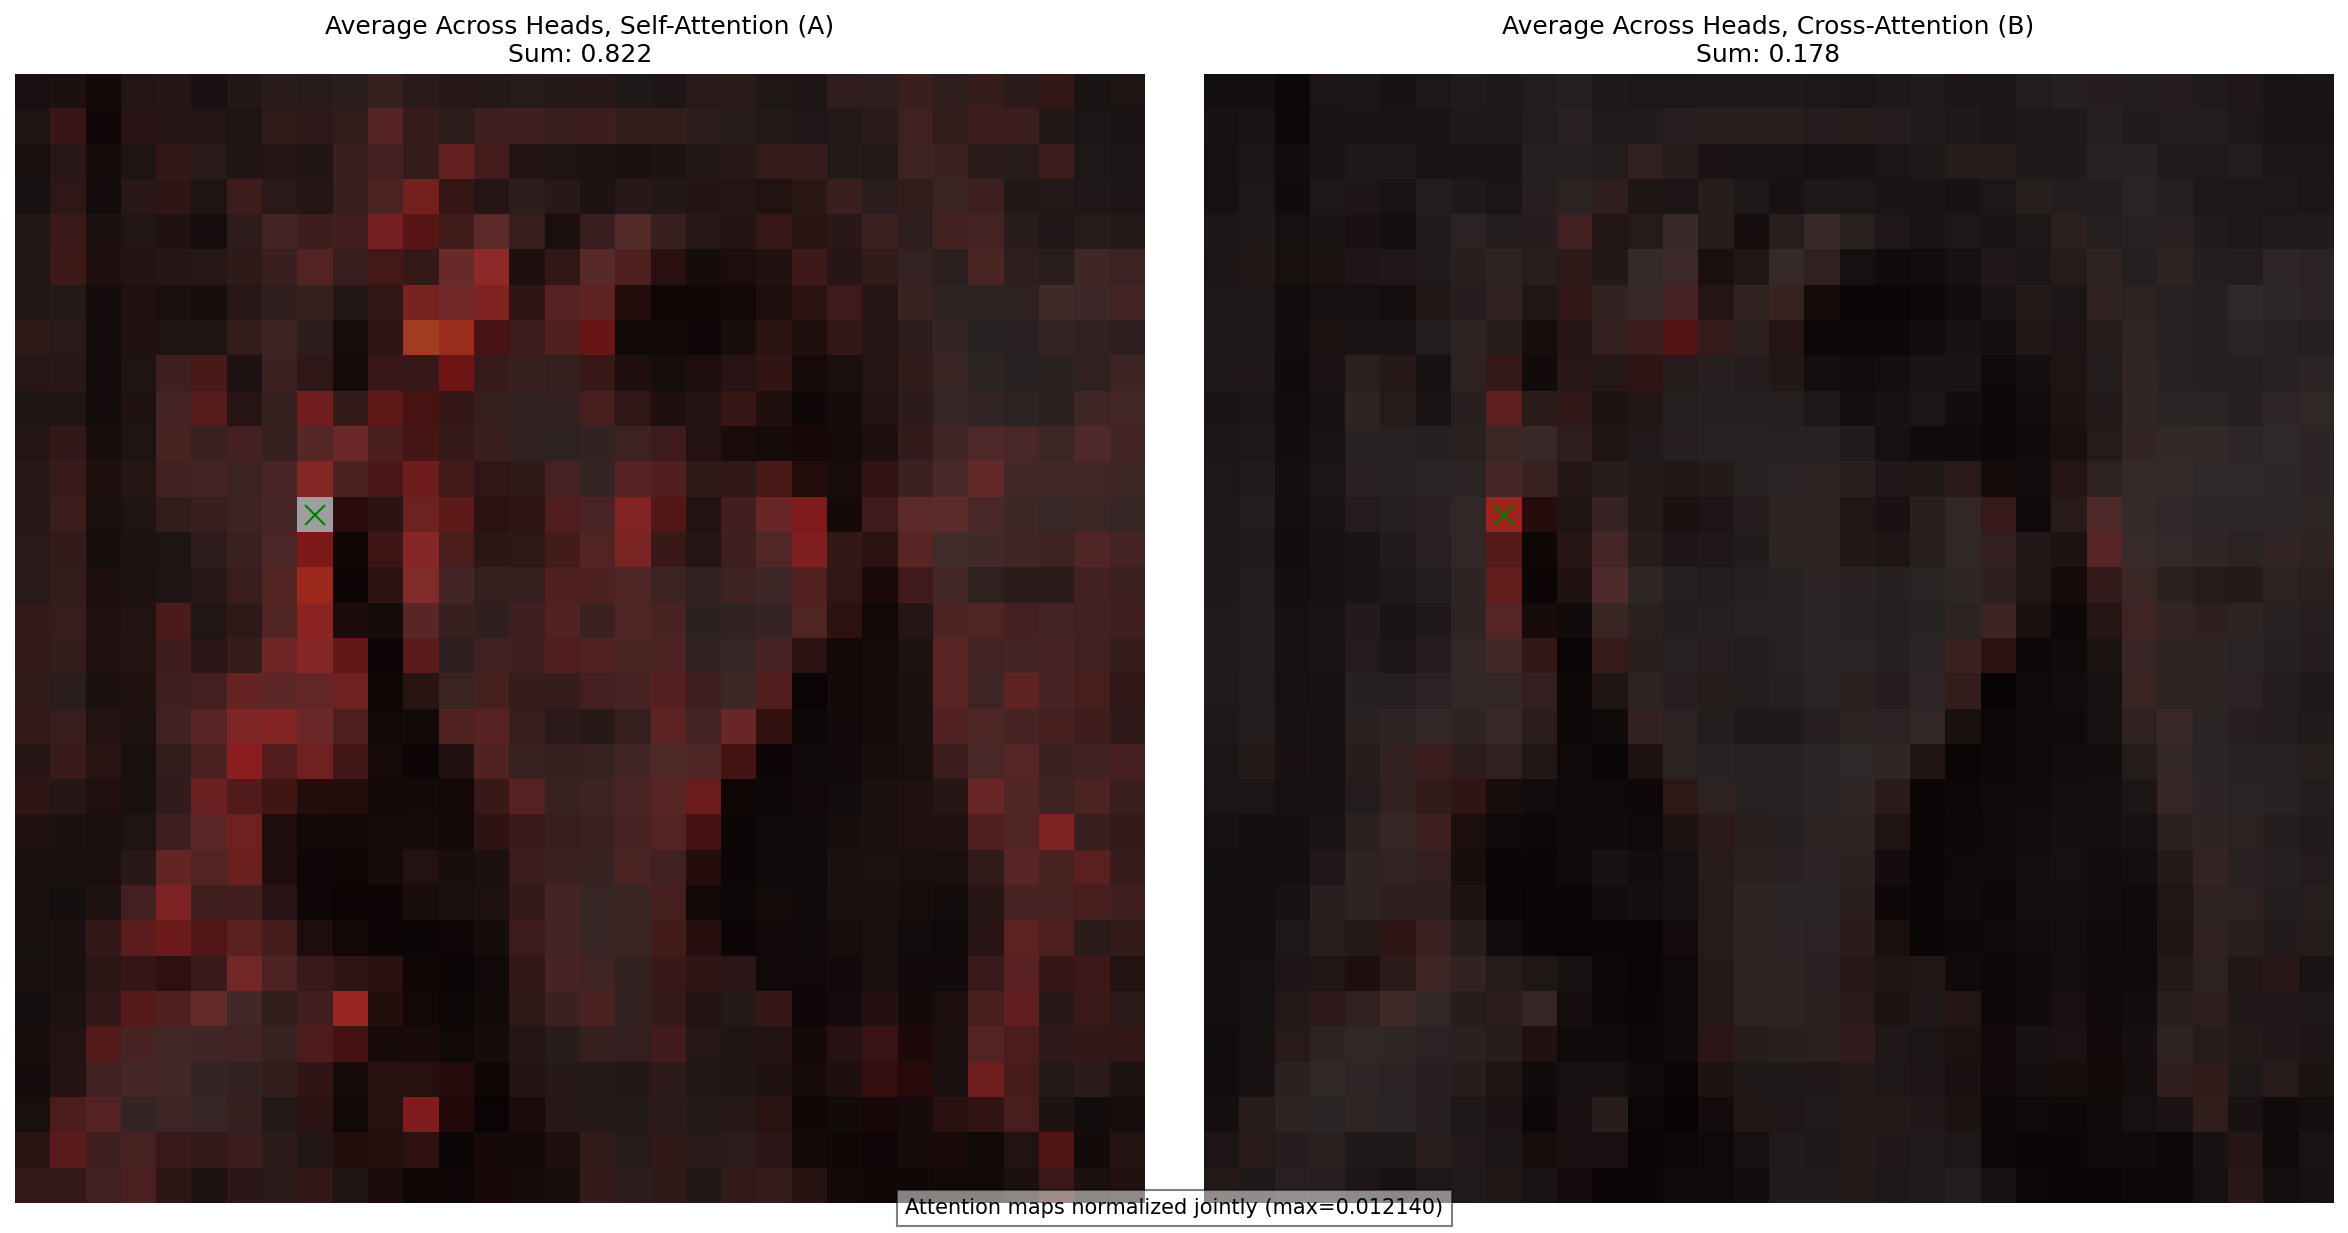 Average Across Heads, Self-Attention (A)
Sum: 0.822
Average Across Heads, Cross-Attention (B)
Sum: 0.178
Attention maps normalized jointly (max=0.012140)